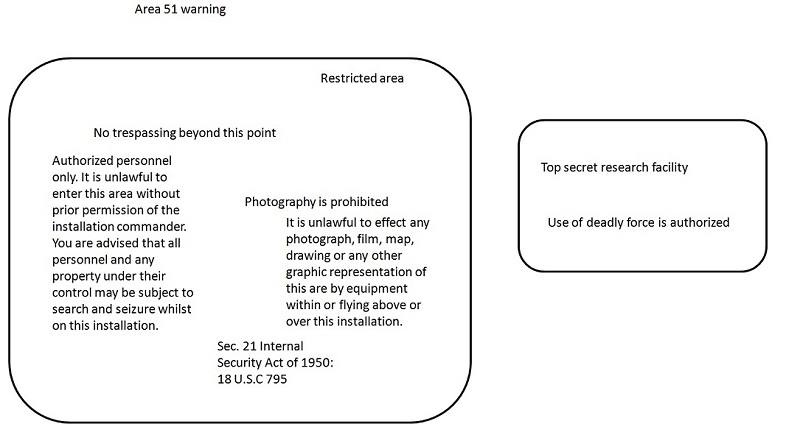 Area 51 warning
Restricted area
No trespassing beyond this point
Authorized personnel
only. It is unlawful to
enter this area without
prior permission of the
installation commander.
You are advised that all
personnel and any
property under their
control may be subject to
search and seizure whilst
on this installation.
Photography is prohibited
It is unlawful to effect any
photograph, film, map,
drawing or any other
graphic representation of
this are by equipment
within or flying above or
over this installation.
Sec. 21 Internal
Security Act of 1950:
18 U.S.C 795
Top secret research facility
Use of deadly force is authorized